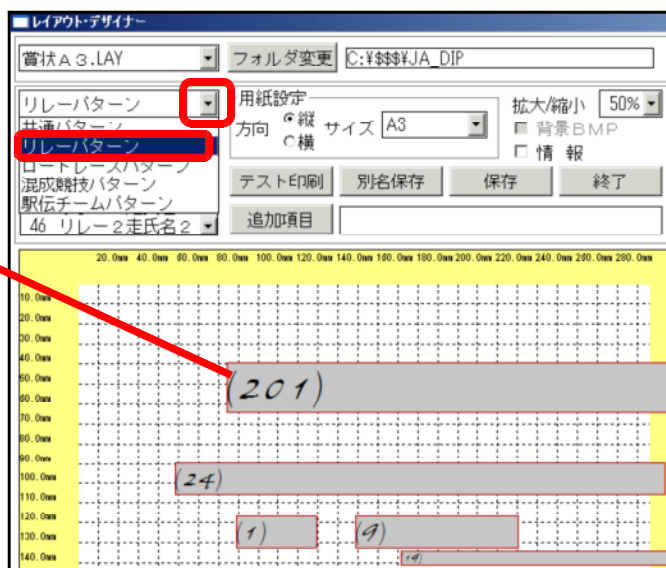 レイアウト・デザイナー
賞状A3.LAY フォルダ変更 C:¥$$$¥JA_DIP
リレーパターン 用紙設定 拡大/縮小 50%
方向 縦 サイズ A3 背景BMP
横 情 報
共通パターン
リレーパターン
ロードレースパターン
混成競技パターン
駅伝チームパターン
テスト印刷 別名保存 保存 終了
46 リレー2走氏名2 追加項目
20.0mm 40.0mm 60.0mm 80.0mm 100.0mm 120.0mm 140.0mm 160.0mm 180.0mm 200.0mm 220.0mm 240.0mm 260.0mm 280.0mm
10.0mm
20.0mm
30.0mm
40.0mm
50.0mm
(201)
60.0mm
70.0mm
80.0mm
90.0mm
100.0mm (24)
110.0mm
120.0mm
130.0mm (1) (9)
140.0mm (19)